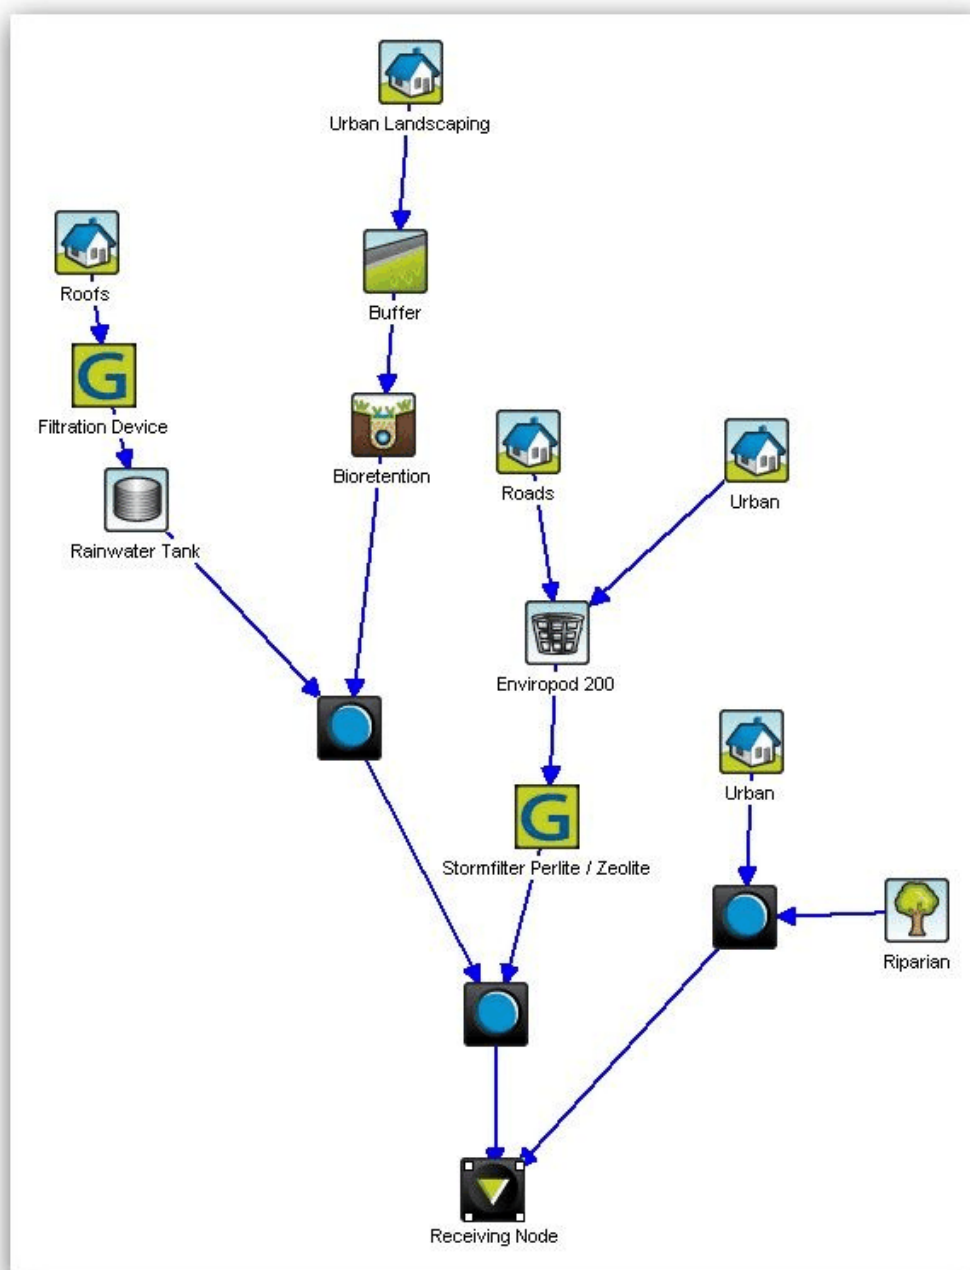 Urban Landscaping
Roofs
Buffer
G
Filtration Device
Bioretention
Roads
Urban
Rainwater Tank
Enviropod 200
Urban
G
Stormfilter Perlite / Zeolite
Riparian
Receiving Node